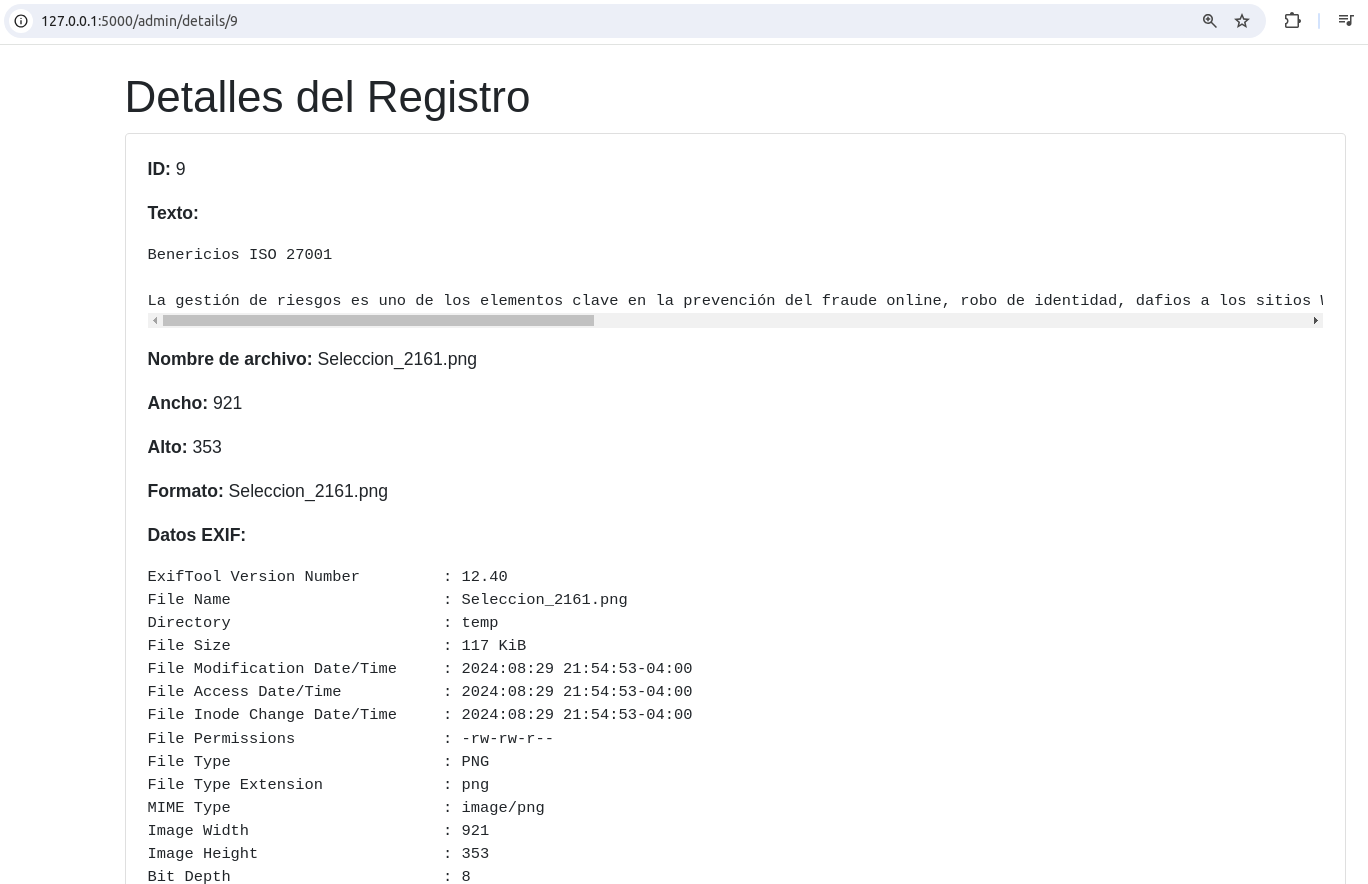 127.0.0.1:5000/admin/details/9
Detalles del Registro
ID: 9
Texto:
Benericios ISO 27001
La gestión de riesgos es uno de los elementos clave en la prevención del fraude online, robo de identidad, dafios a los sitios
Nombre de archivo: Seleccion_2161.png
Ancho: 921
Alto: 353
Formato: Seleccion_2161.png
Datos EXIF:
ExifTool Version Number : 12.40
File Name : Seleccion_2161.png
Directory : temp
File Size : 117 KiB
File Modification Date/Time : 2024:08:29 21:54:53-04:00
File Access Date/Time : 2024:08:29 21:54:53-04:00
File Inode Change Date/Time : 2024:08:29 21:54:53-04:00
File Permissions : -rw-rw-r--
File Type : PNG
File Type Extension : png
MIME Type : image/png
Image Width : 921
Image Height : 353
Bit Depth : 8